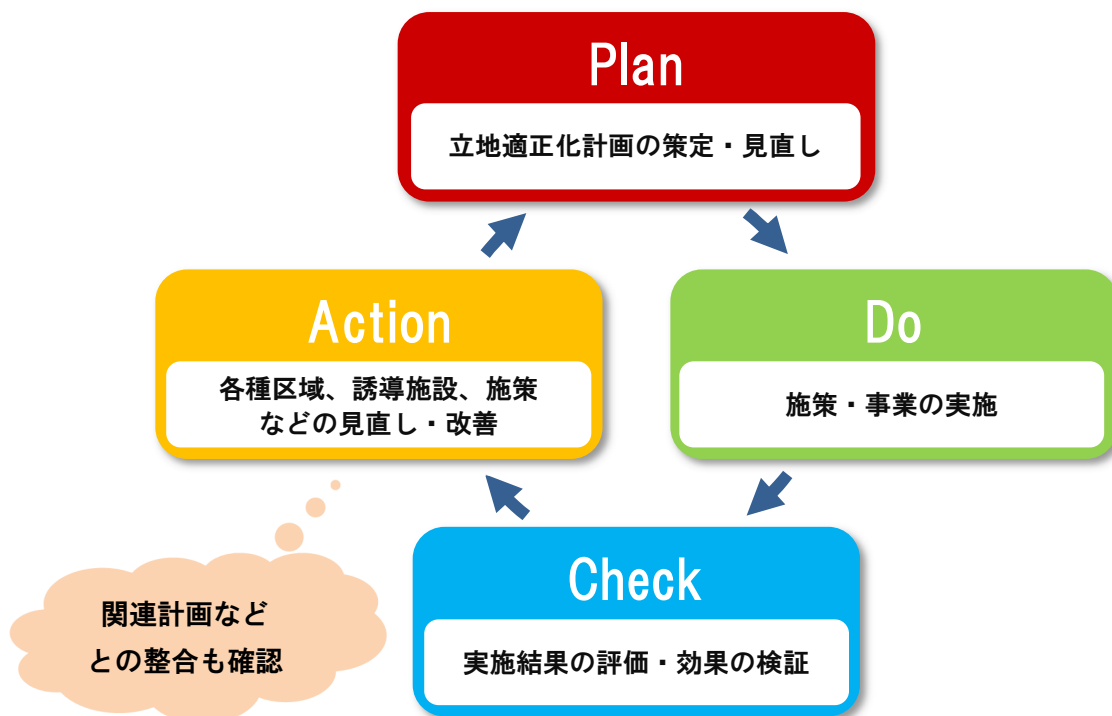 Plan
立地適正化計画の策定・見直し
Action
各種区域、誘導施設、施策
などの見直し・改善
Do
施策・事業の実施
関連計画など
との整合も確認
Check
実施結果の評価・効果の検証